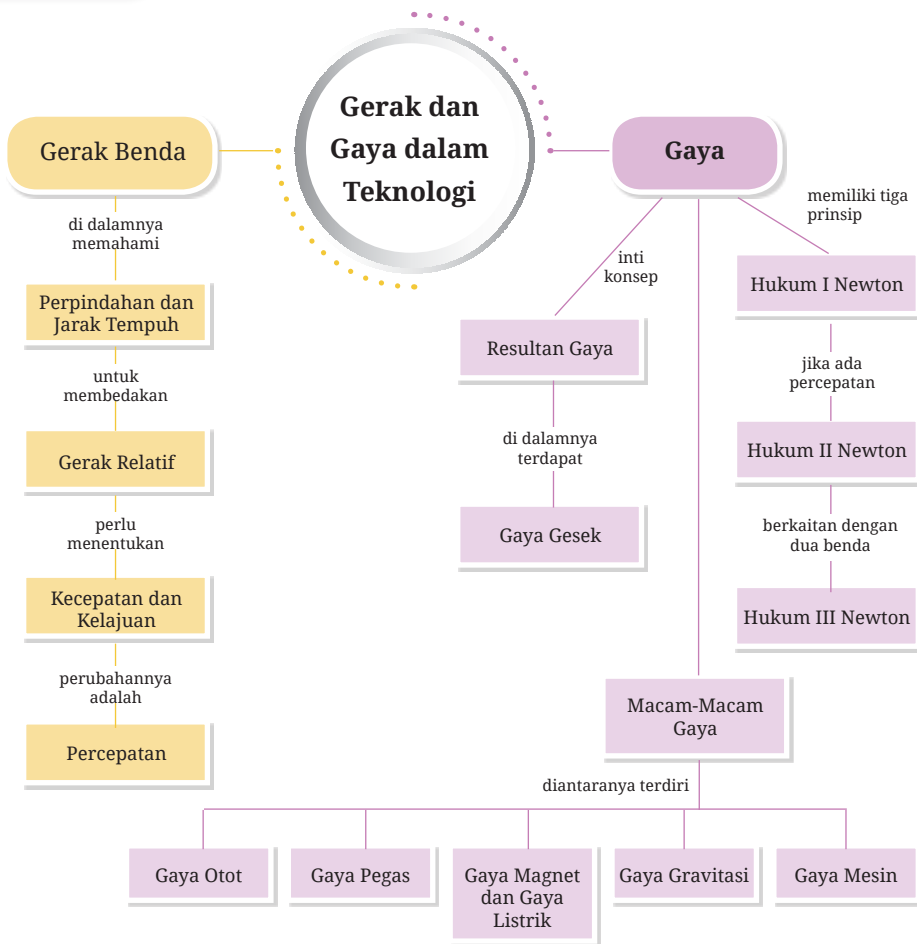 Gerak dan
Gaya dalam
Teknologi
Gerak Benda
di dalamnya
memahami
Perpindahan dan
Jarak Tempuh
untuk
membedakan
Gerak Relatif
perlu
menentukan
Kecepatan dan
Kelajuan
perubahannya
adalah
Percepatan
Gaya
inti
konsep
Resultan Gaya
di dalamnya
terdapat
Gaya Gesek
memiliki tiga
prinsip
Hukum I Newton
jika ada
percepatan
Hukum II Newton
berkaitan dengan
dua benda
Hukum III Newton
Macam-Macam
Gaya
diantaranya terdiri
Gaya Otot
Gaya Pegas
Gaya Magnet
dan Gaya
Listrik
Gaya Gravitasi
Gaya Mesin